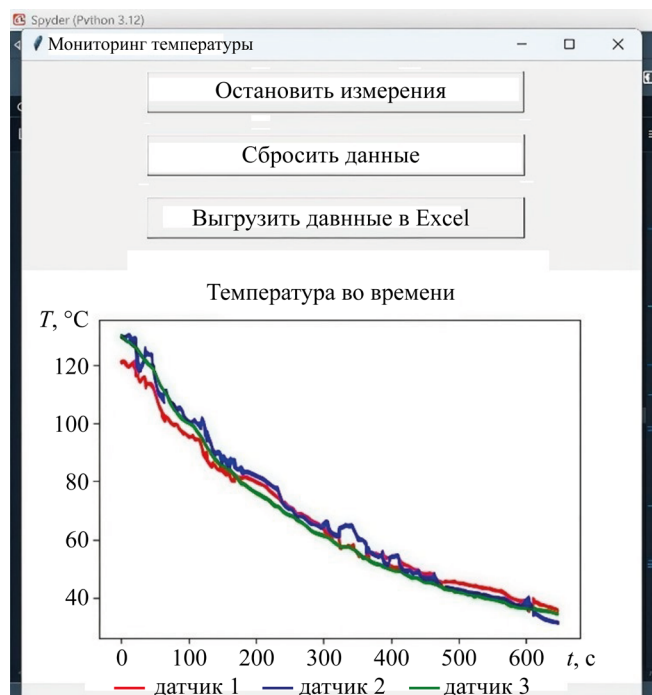 Spyder (Python 3.12)
Мониторинг температуры
Остановить измерения
Сбросить данные
Выгрузить давнные в Excel
Температура во времени
T, °C
120
100
80
60
40
0 100 200 300 400 500 600 t, с
датчик 1 датчик 2 датчик 3